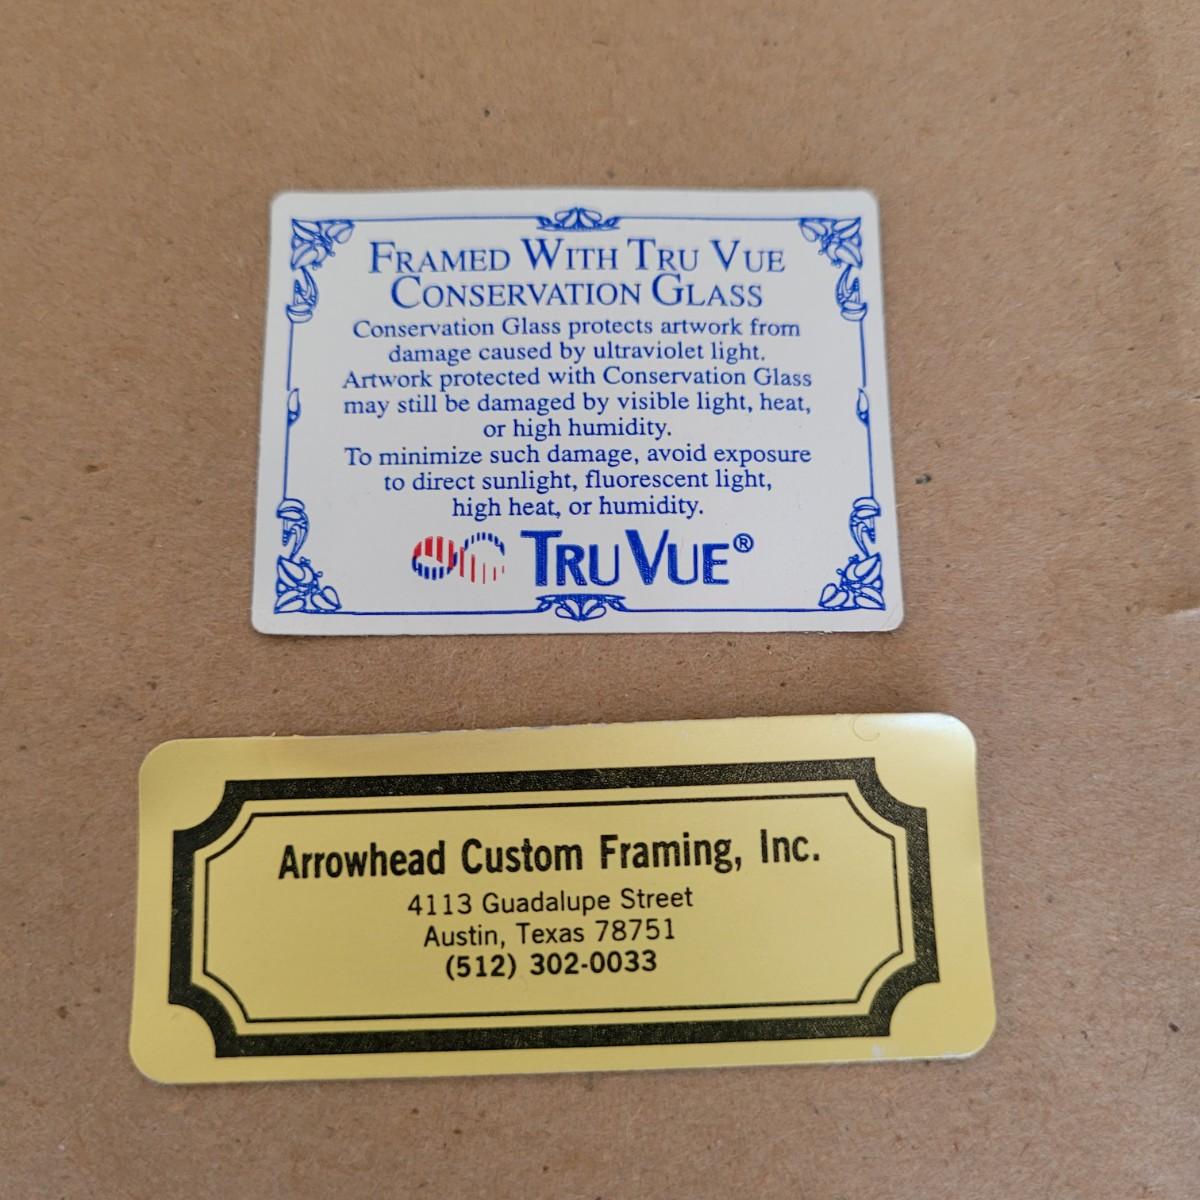 FRAMED WITH TRU VUE
CONSERVATION GLASS
Conservation Glass protects artwork from
damage caused by ultraviolet light.
Artwork protected with Conservation Glass
may still be damaged by visible light, heat,
or high humidity.
To minimize such damage, avoid exposure
to direct sunlight, fluorescent light,
high heat, or humidity.
TRU VUE®
Arrowhead Custom Framing, Inc.
4113 Guadalupe Street
Austin, Texas 78751
(512) 302-0033